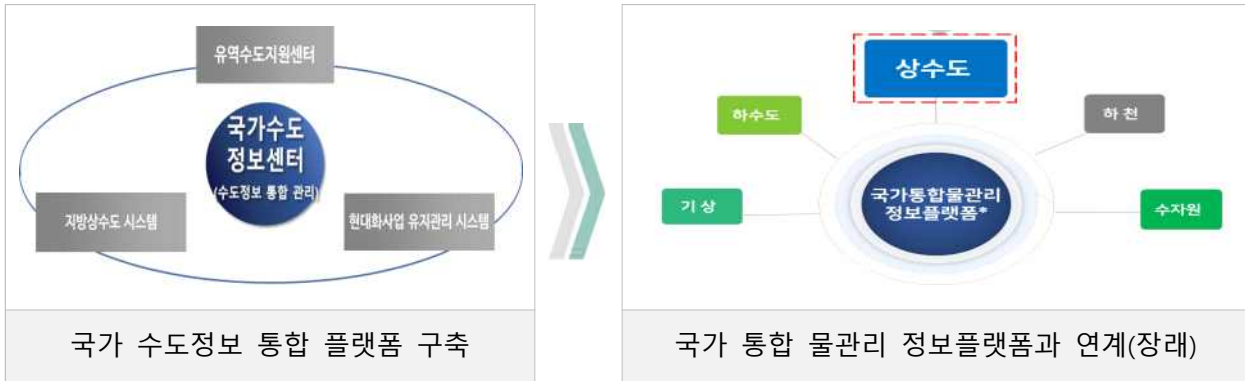 유역수도지원센터
국가수도
정보센터
(수도정보 통합 관리)
지방상수도 시스템
현대화사업 유지관리 시스템
국가 수도정보 통합 플랫폼 구축
상수도
하수도
하 천
국가통합물관리
정보플랫폼*
기 상
수자원
국가 통합 물관리 정보플랫폼과 연계(장래)